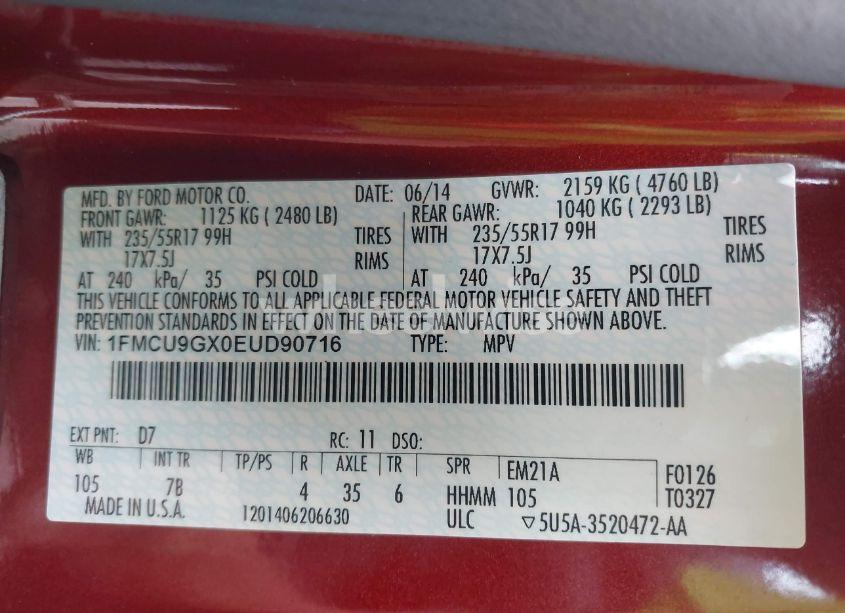 MFD. BY FORD MOTOR CO. DATE: 06/14 GVWR: 2159 KG ( 4760 LB)
FRONT GAWR: 1125 KG ( 2480 LB) REAR GAWR: 1040 KG ( 2293 LB)
WITH 235/55R17 99H TIRES WITH 235/55R17 99H TIRES
17X7.5J RIMS 17X7.5J RIMS
AT 240 kPa/ 35 PSI COLD AT 240 kPa/ 35 PSI COLD
THIS VEHICLE CONFORMS TO ALL APPLICABLE FEDERAL MOTOR VEHICLE SAFETY AND THEFT
PREVENTION STANDARDS IN EFFECT ON THE DATE OF MANUFACTURE SHOWN ABOVE.
VIN: 1FMCU9GX0EUD90716 TYPE: MPV
EXT PNT: D7 RC: 11 DSO:
WB INT TR TP/PS R AXLE TR SPR EM21A F0126
105 7B 4 35 6 HHMM 105 T0327
MADE IN U.S.A. 1201406206630 ULC ▽5U5A-3520472-AA